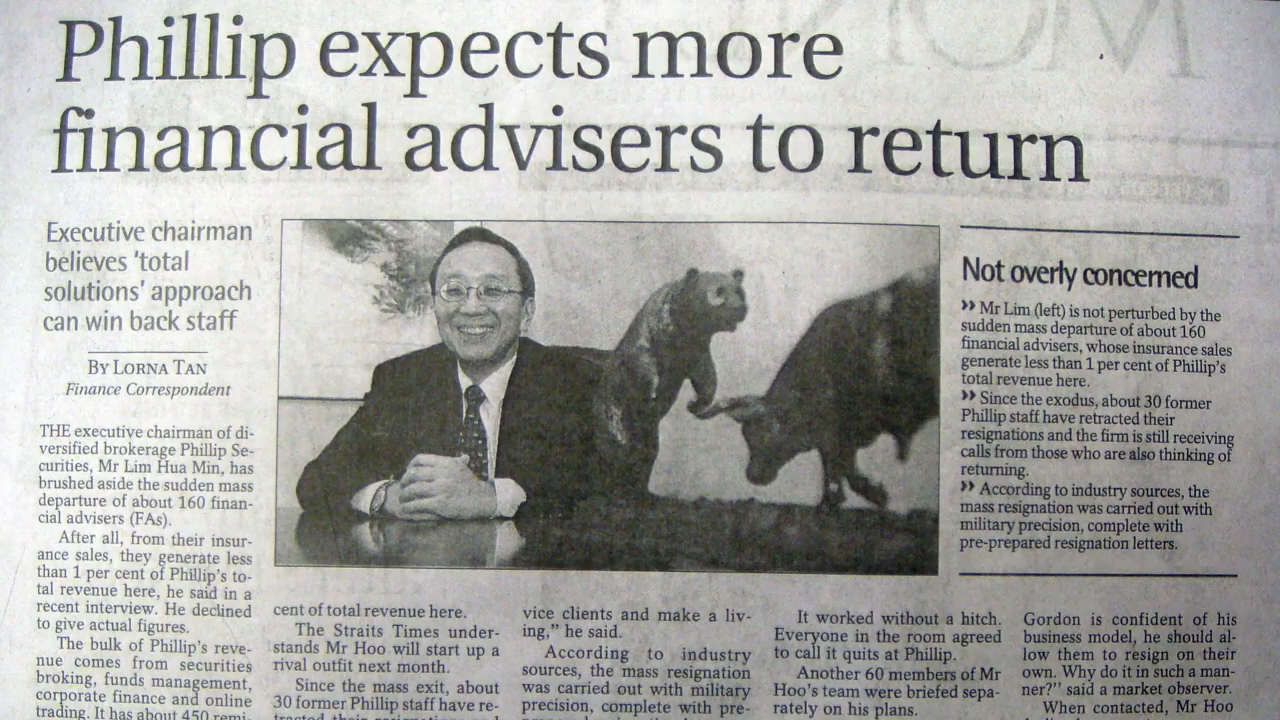 Phillip expects more
financial advisers to return
Executive chairman
believes 'total
solutions' approach
can win back staff
BY LORNA TAN
Finance Correspondent
THE executive chairman of di-
versified brokerage Phillip Se-
curities, Mr Lim Hua Min, has
brushed aside the sudden mass
departure of about 160 finan-
cial advisers (FAs).
After all, from their insur-
ance sales, they generate less
than 1 per cent of Phillip's to-
tal revenue here, he said in a
recent interview. He declined
to give actual figures.
The bulk of Phillip's reve-
nue comes from securities
broking, funds management,
corporate finance and online
trading. It has about 450 remi-
cent of total revenue here.
The Straits Times under-
stands Mr Hoo will start up a
rival outfit next month.
Since the mass exit, about
30 former Phillip staff have re-
tracted their resignations and
vice clients and make a liv-
ing," he said.
According to industry
sources, the mass resignation
was carried out with military
precision, complete with pre-
It worked without a hitch.
Everyone in the room agreed
to call it quits at Phillip.
Another 60 members of Mr
Hoo's team were briefed sepa-
rately on his plans.
Gordon is confident of his
business model, he should al-
low them to resign on their
own. Why do it in such a man-
ner?" said a market observer.
When contacted, Mr Hoo
Not overly concerned
» Mr Lim (left) is not perturbed by the
sudden mass departure of about 160
financial advisers, whose insurance sales
generate less than 1 per cent of Phillip's
total revenue here.
» Since the exodus, about 30 former
Phillip staff have retracted their
resignations and the firm is still receiving
calls from those who are also thinking of
returning.
» According to industry sources, the
mass resignation was carried out with
military precision, complete with
pre-prepared resignation letters.